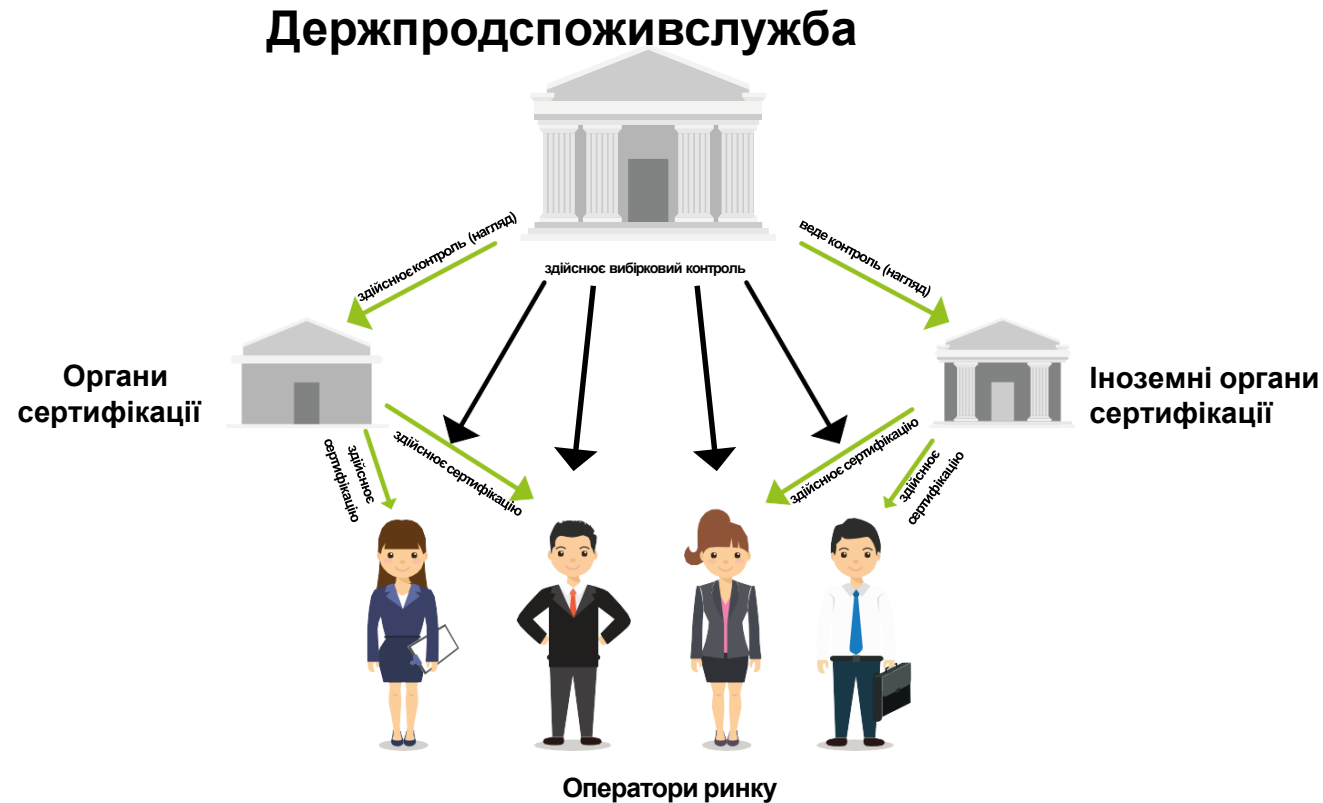 Держпродспоживслужба
здійснює контроль (нагляд)
здійснює вибірковий контроль
веде контроль (нагляд)
Органи
сертифікації
Іноземні органи
сертифікації
здійснює
сертифікацію
здійснює сертифікацію
здійснює сертифікацію
здійснює
сертифікацію
Оператори ринку